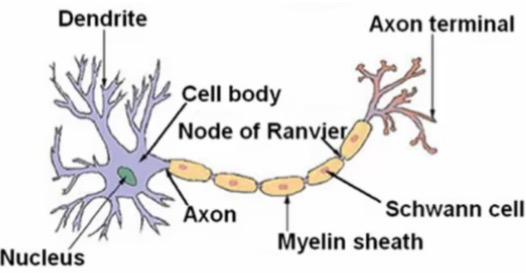 Dendrite
Axon terminal
Cell body
Node of Ranvier
Axon
Schwann cell
Myelin sheath
Nucleus